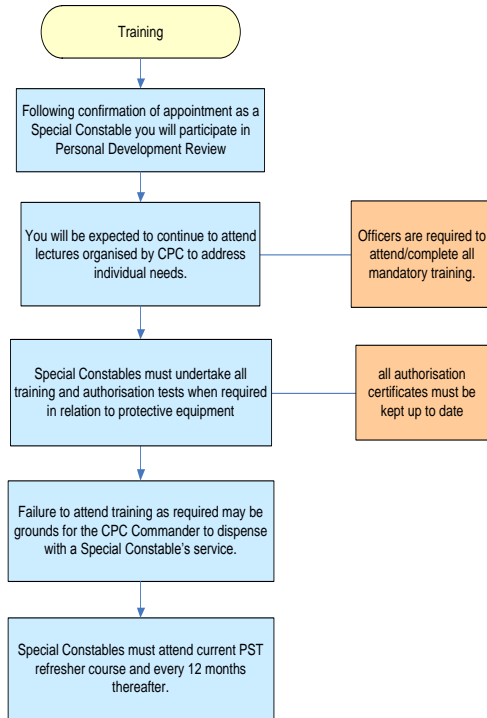 Training
Following confirmation of appointment as a
Special Constable you will participate in
Personal Development Review
You will be expected to continue to attend
lectures organised by CPC to address
individual needs.
Officers are required to
attend/complete all
mandatory training.
Special Constables must undertake all
training and authorisation tests when required
in relation to protective equipment
all authorisation
certificates must be
kept up to date
Failure to attend training as required may be
grounds for the CPC Commander to dispense
with a Special Constable's service.
Special Constables must attend current PST
refresher course and every 12 months
thereafter.